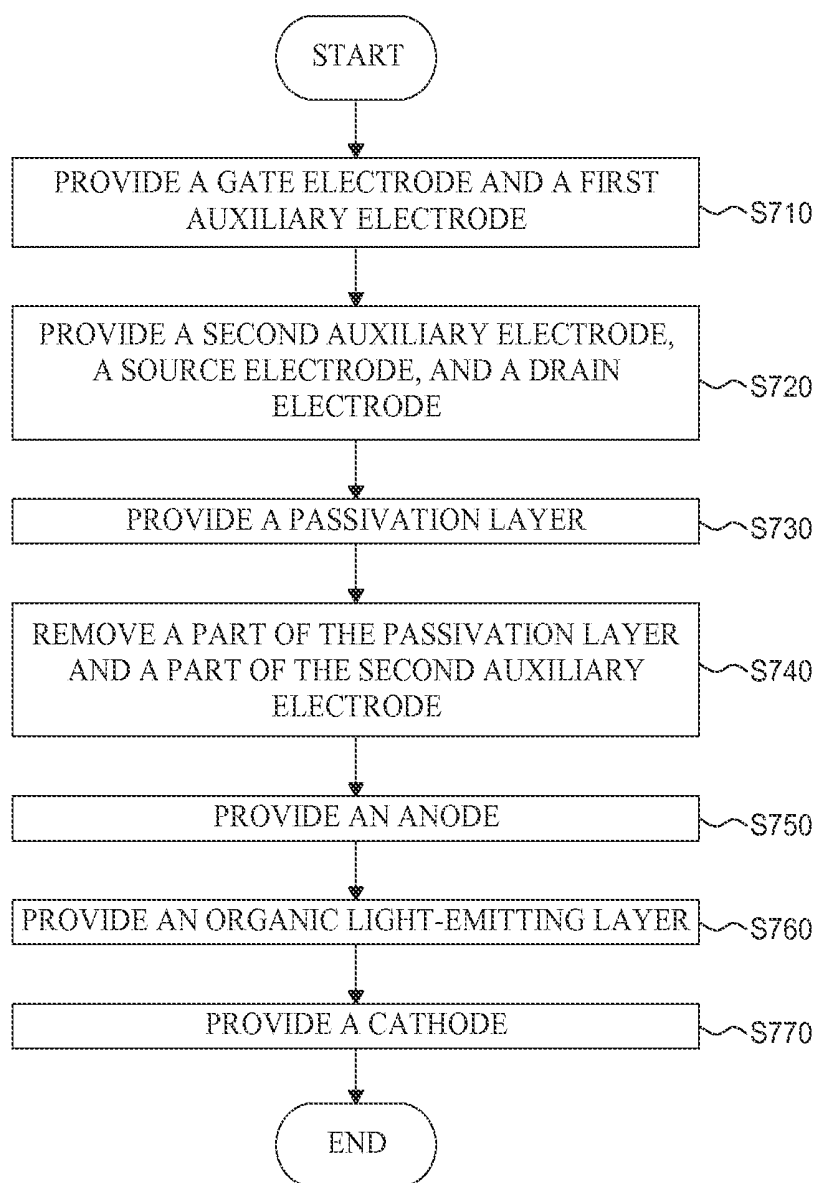 START
PROVIDE A GATE ELECTRODE AND A FIRST
AUXILIARY ELECTRODE
S710
PROVIDE A SECOND AUXILIARY ELECTRODE,
A SOURCE ELECTRODE, AND A DRAIN
ELECTRODE
S720
PROVIDE A PASSIVATION LAYER
S730
REMOVE A PART OF THE PASSIVATION LAYER
AND A PART OF THE SECOND AUXILIARY
ELECTRODE
S740
PROVIDE AN ANODE
S750
PROVIDE AN ORGANIC LIGHT-EMITTING LAYER
S760
PROVIDE A CATHODE
S770
END